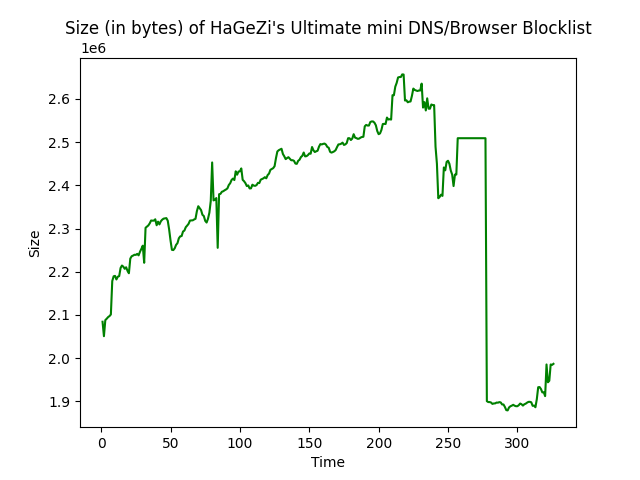 Size (in bytes) of HaGeZi's Ultimate mini DNS/Browser Blocklist
1e6
2.6
2.5
2.4
2.3
2.2
2.1
2.0
1.9
Size
0 50 100 150 200 250 300
Time